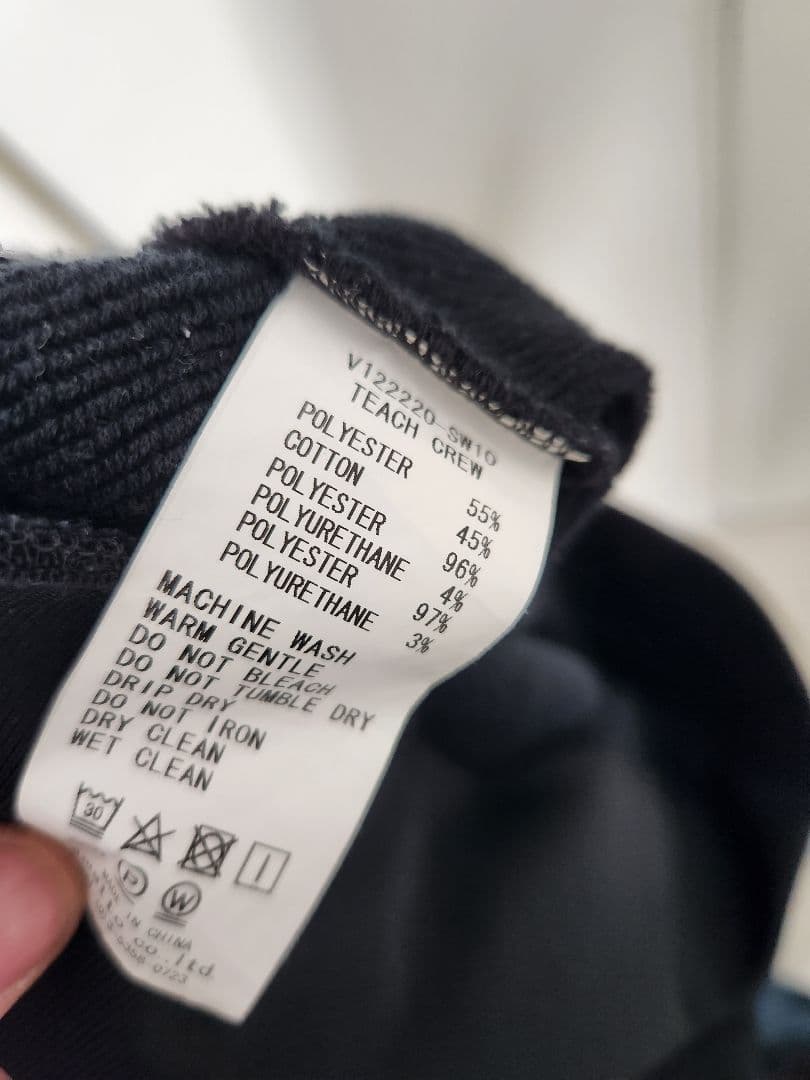 V122220-SW10
TEACH CREW
POLYESTER 55%
COTTON 45%
POLYESTER 96%
POLYURETHANE 4%
POLYESTER 97%
POLYURETHANE 3%
MACHINE WASH
WARM GENTLE
DO NOT BLEACH
DO NOT TUMBLE DRY
DRIP DRY
DO NOT IRON
DRY CLEAN
WET CLEAN
30
P W
MADE IN CHINA
co.,ltd.